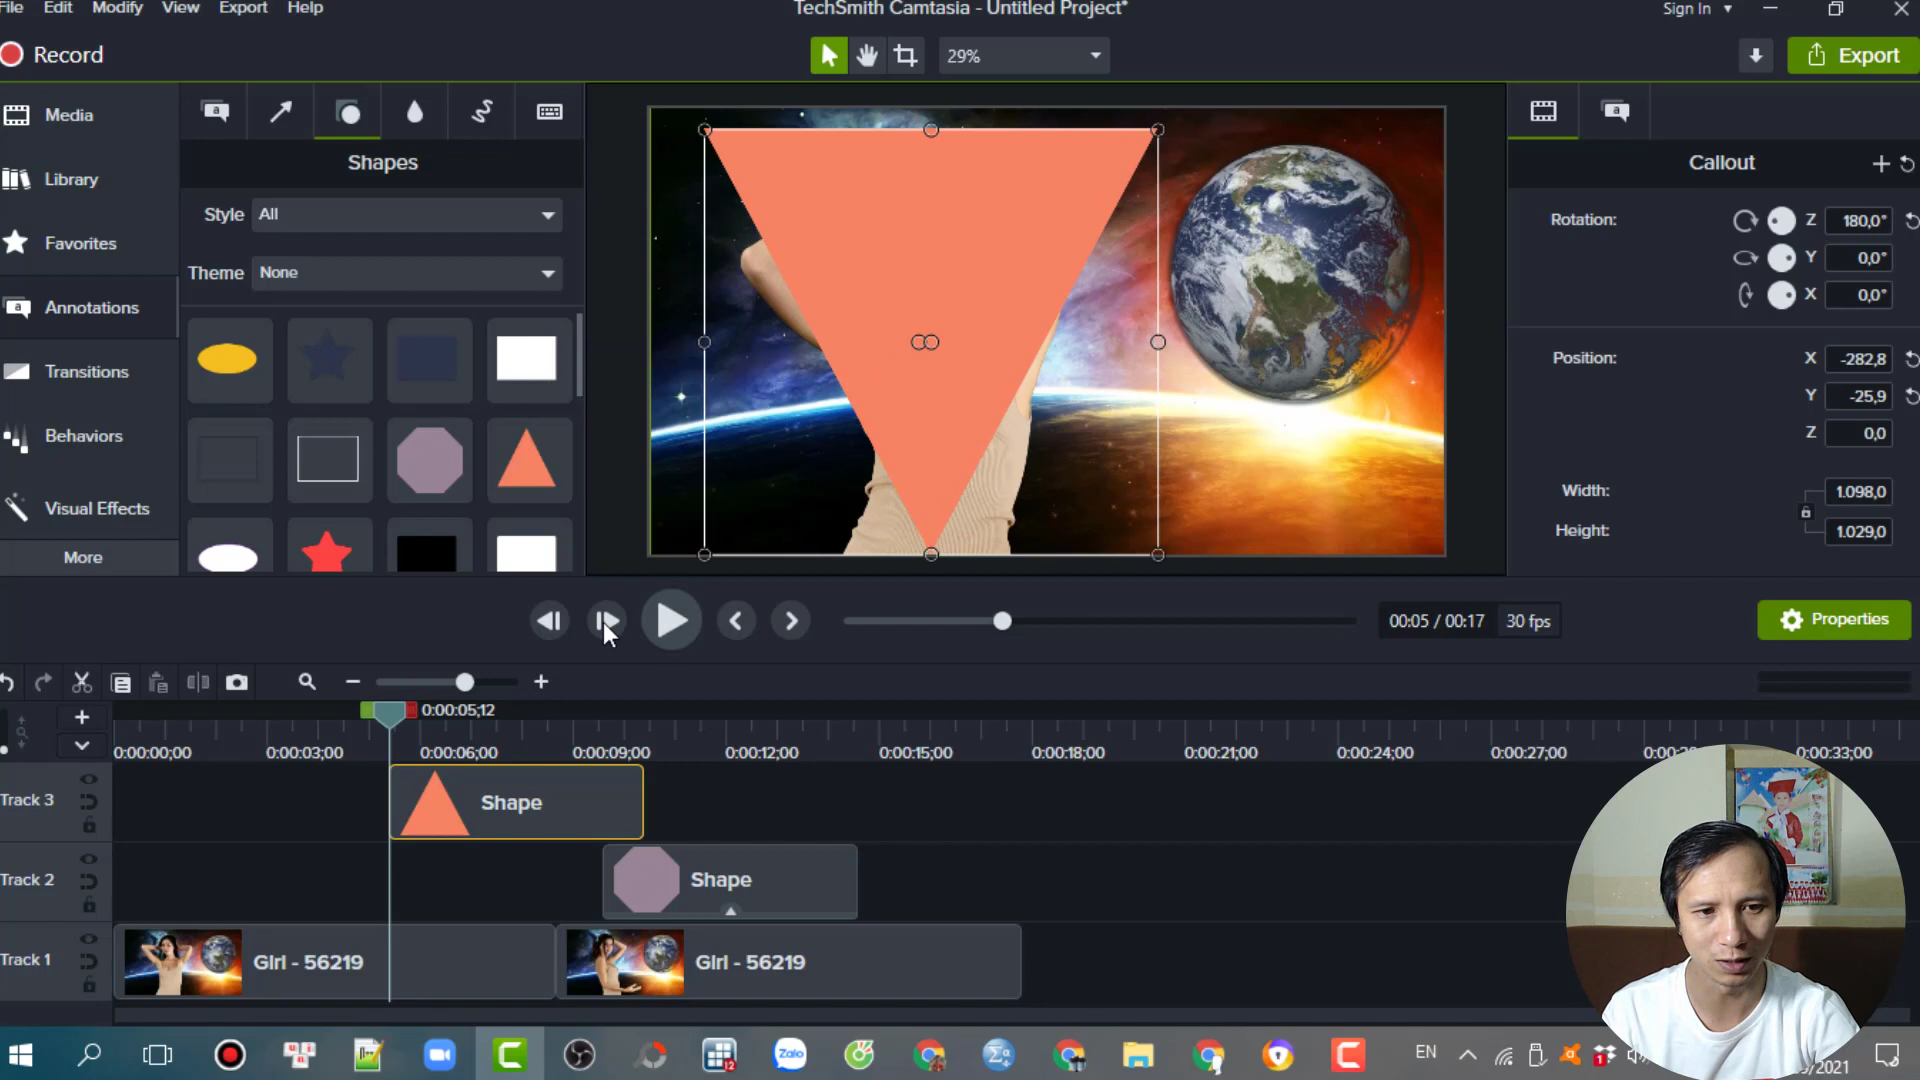 File Edit Modify View Export Help
TechSmith Camtasia - Untitled Project*
Sign In
Record
29%
Export
Media
Library
Favorites
Annotations
Transitions
Behaviors
Visual Effects
More
Shapes
Style All
Theme None
Callout
Rotation: Z 180,0°
Y 0,0°
X 0,0°
Position: X -282,8
Y -25,9
Z 0,0
Width: 1.098,0
Height: 1.029,0
00:05 / 00:17 30 fps
Properties
0:00:05;12
0:00:00;00 0:00:03;00 0:00:06;00 0:00:09;00 0:00:12;00 0:00:15;00 0:00:18;00 0:00:21;00 0:00:24;00 0:00:27;00 0:00:33;00
Track 3
Shape
Track 2
Shape
Track 1
Girl - 56219
Girl - 56219
Zalo
12
EN
1